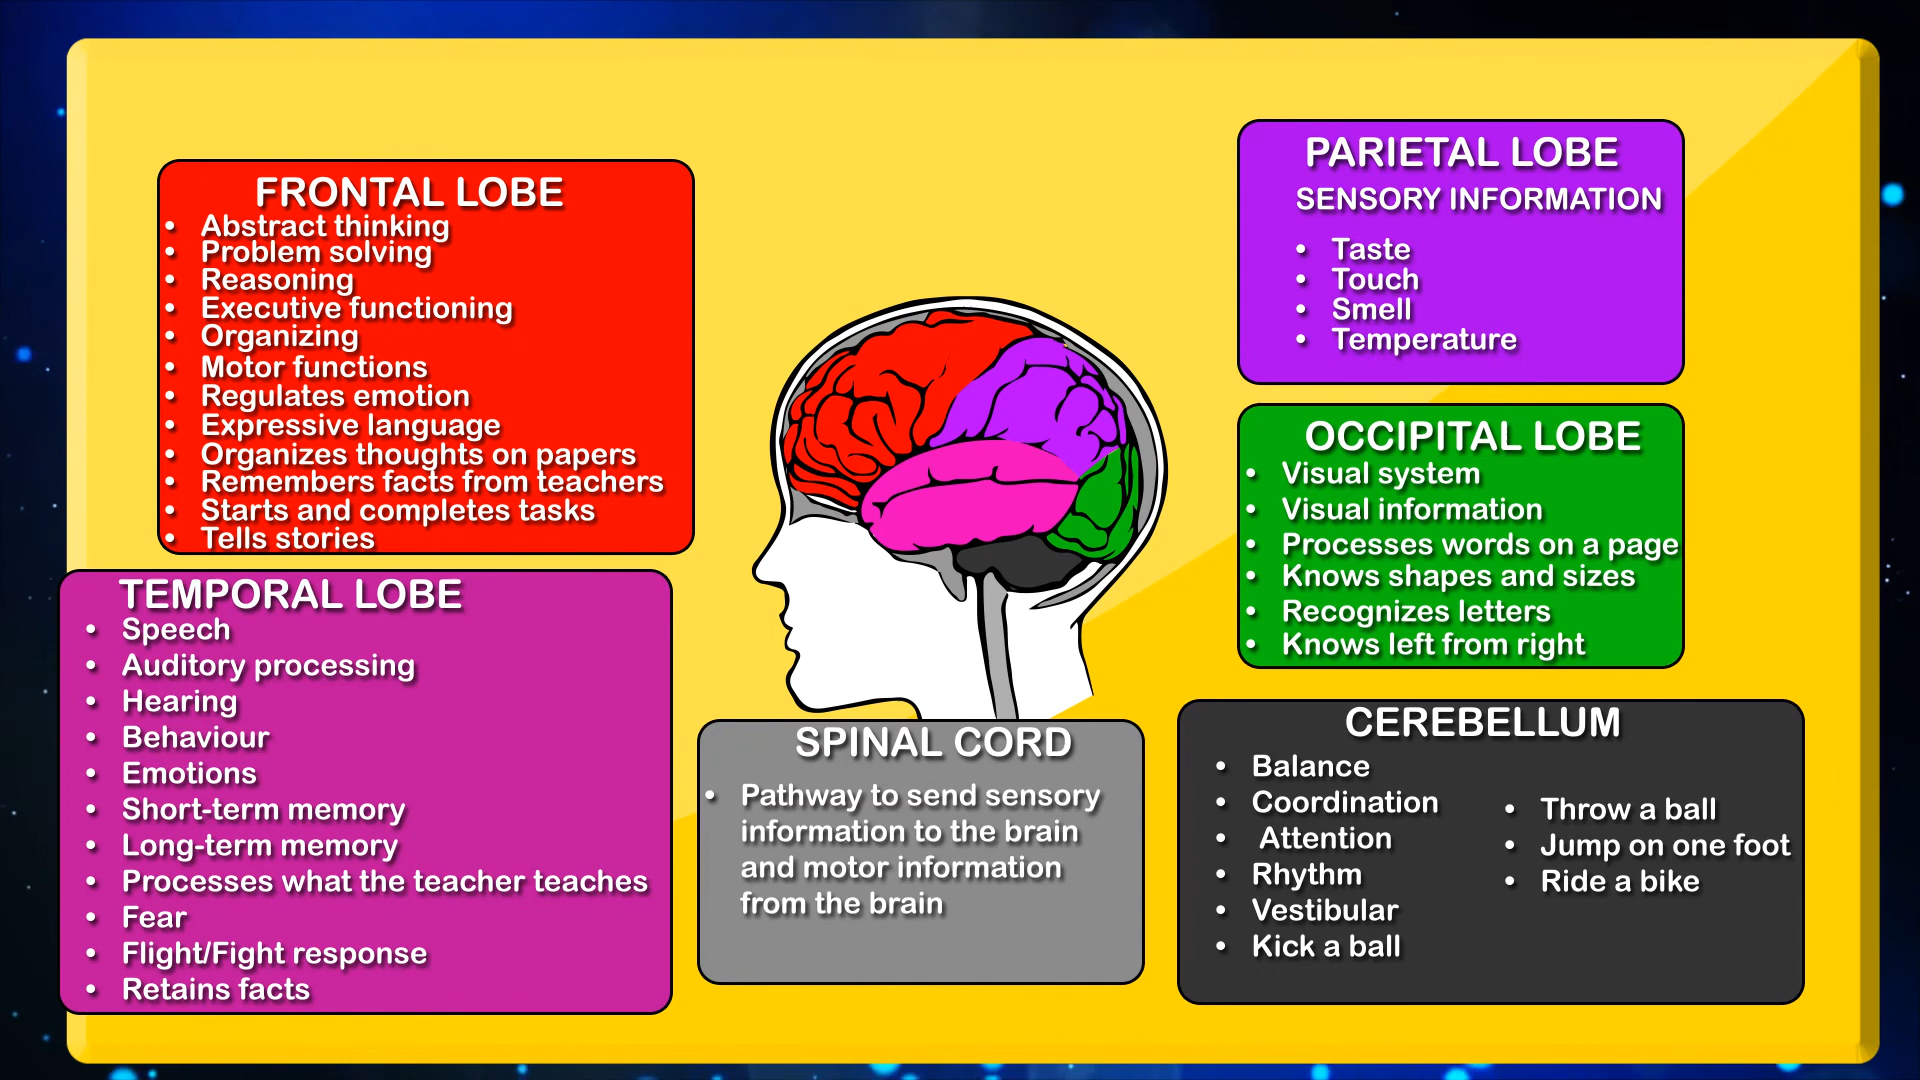 FRONTAL LOBE
• Abstract thinking
• Problem solving
• Reasoning
• Executive functioning
• Organizing
• Motor functions
• Regulates emotion
• Expressive language
• Organizes thoughts on papers
• Remembers facts from teachers
• Starts and completes tasks
• Tells stories
TEMPORAL LOBE
• Speech
• Auditory processing
• Hearing
• Behaviour
• Emotions
• Short-term memory
• Long-term memory
• Processes what the teacher teaches
• Fear
• Flight/Fight response
• Retains facts
SPINAL CORD
• Pathway to send sensory
information to the brain
and motor information
from the brain
PARIETAL LOBE
SENSORY INFORMATION
• Taste
• Touch
• Smell
• Temperature
OCCIPITAL LOBE
• Visual system
• Visual information
• Processes words on a page
• Knows shapes and sizes
• Recognizes letters
• Knows left from right
CEREBELLUM
• Balance
• Coordination
• Attention
• Rhythm
• Vestibular
• Kick a ball
• Throw a ball
• Jump on one foot
• Ride a bike